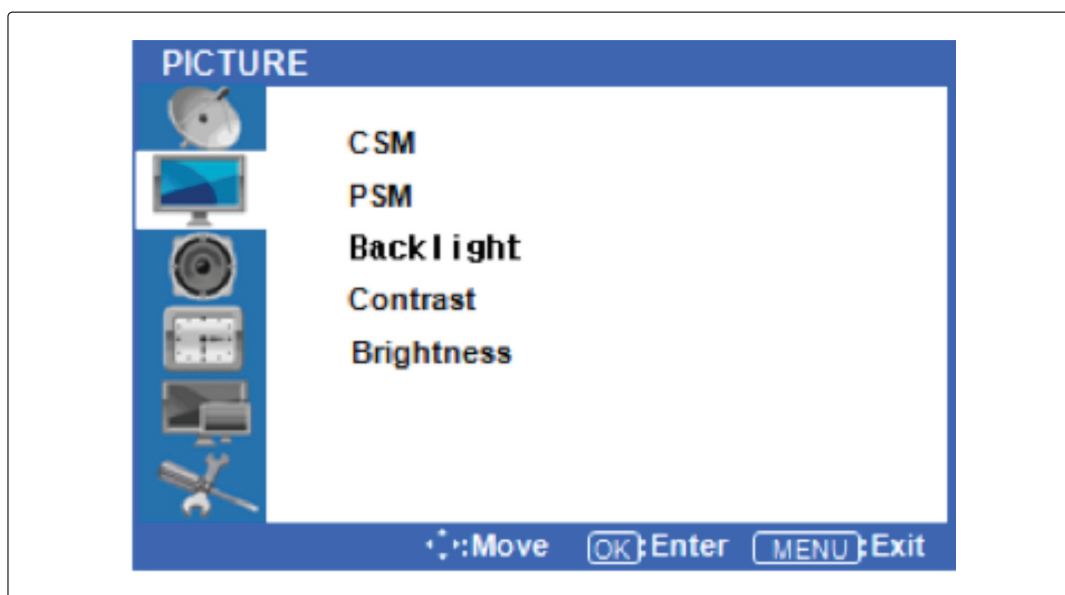 PICTURE
CSM
PSM
Backlight
Contrast
Brightness
:Move OK:Enter MENU:Exit